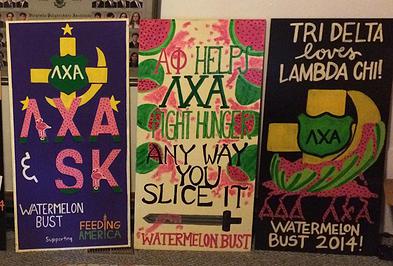 ΛΧΑ
ΛΧΑ
&
ΣΚ
WATERMELON
BUST
Supporting
FEEDING
AMERICA
ΑΦ HELPS
ΛΧΑ
FIGHT HUNGER
ANY WAY
YOU
SLICE IT
WATERMELON BUST
TRI DELTA
loves
LAMBDA CHI!
ΛΧΑ
ΔΔΔ ΛΧΑ
WATERMELON
BUST 2014!